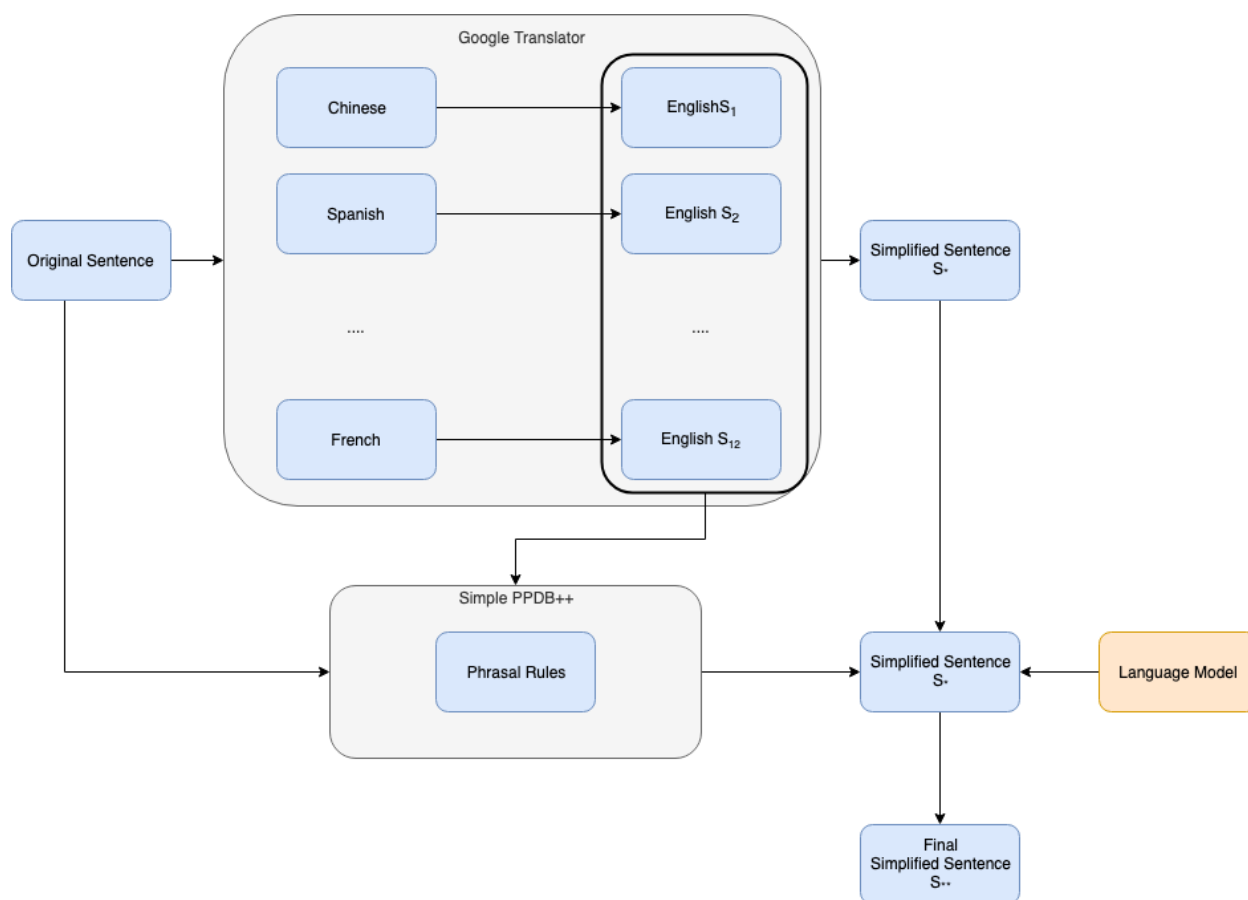 Google Translator
Chinese
EnglishS1
Spanish
English S2
Original Sentence
Simplified Sentence
S*
....
....
French
English S12
Simple PPDB++
Phrasal Rules
Simplified Sentence
S*
Language Model
Final
Simplified Sentence
S**